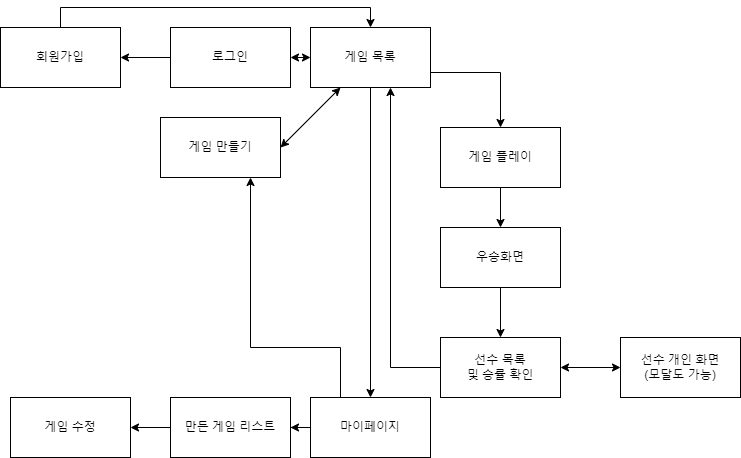 회원가입
로그인
게임 목록
게임 만들기
게임 플레이
우승화면
선수 목록
및 승률 확인
선수 개인 화면
(모달도 가능)
게임 수정
만든 게임 리스트
마이페이지